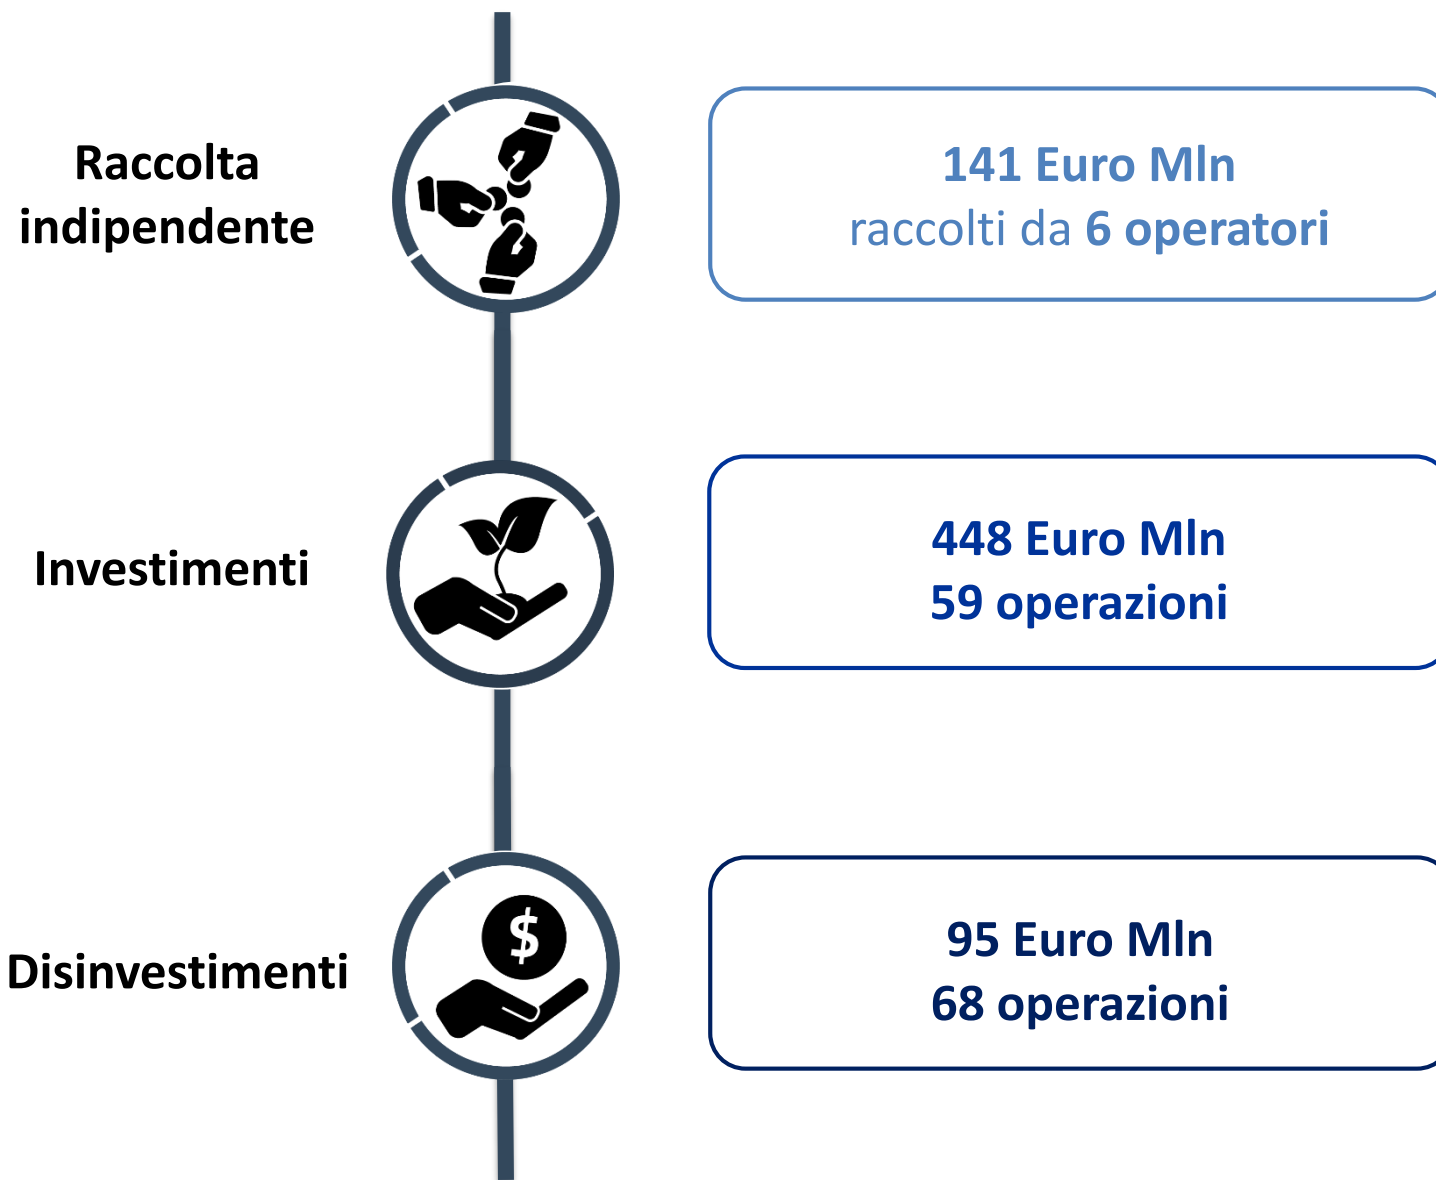 Raccolta
indipendente
141 Euro Mln
raccolti da 6 operatori
Investimenti
448 Euro Mln
59 operazioni
$
Disinvestimenti
95 Euro Mln
68 operazioni